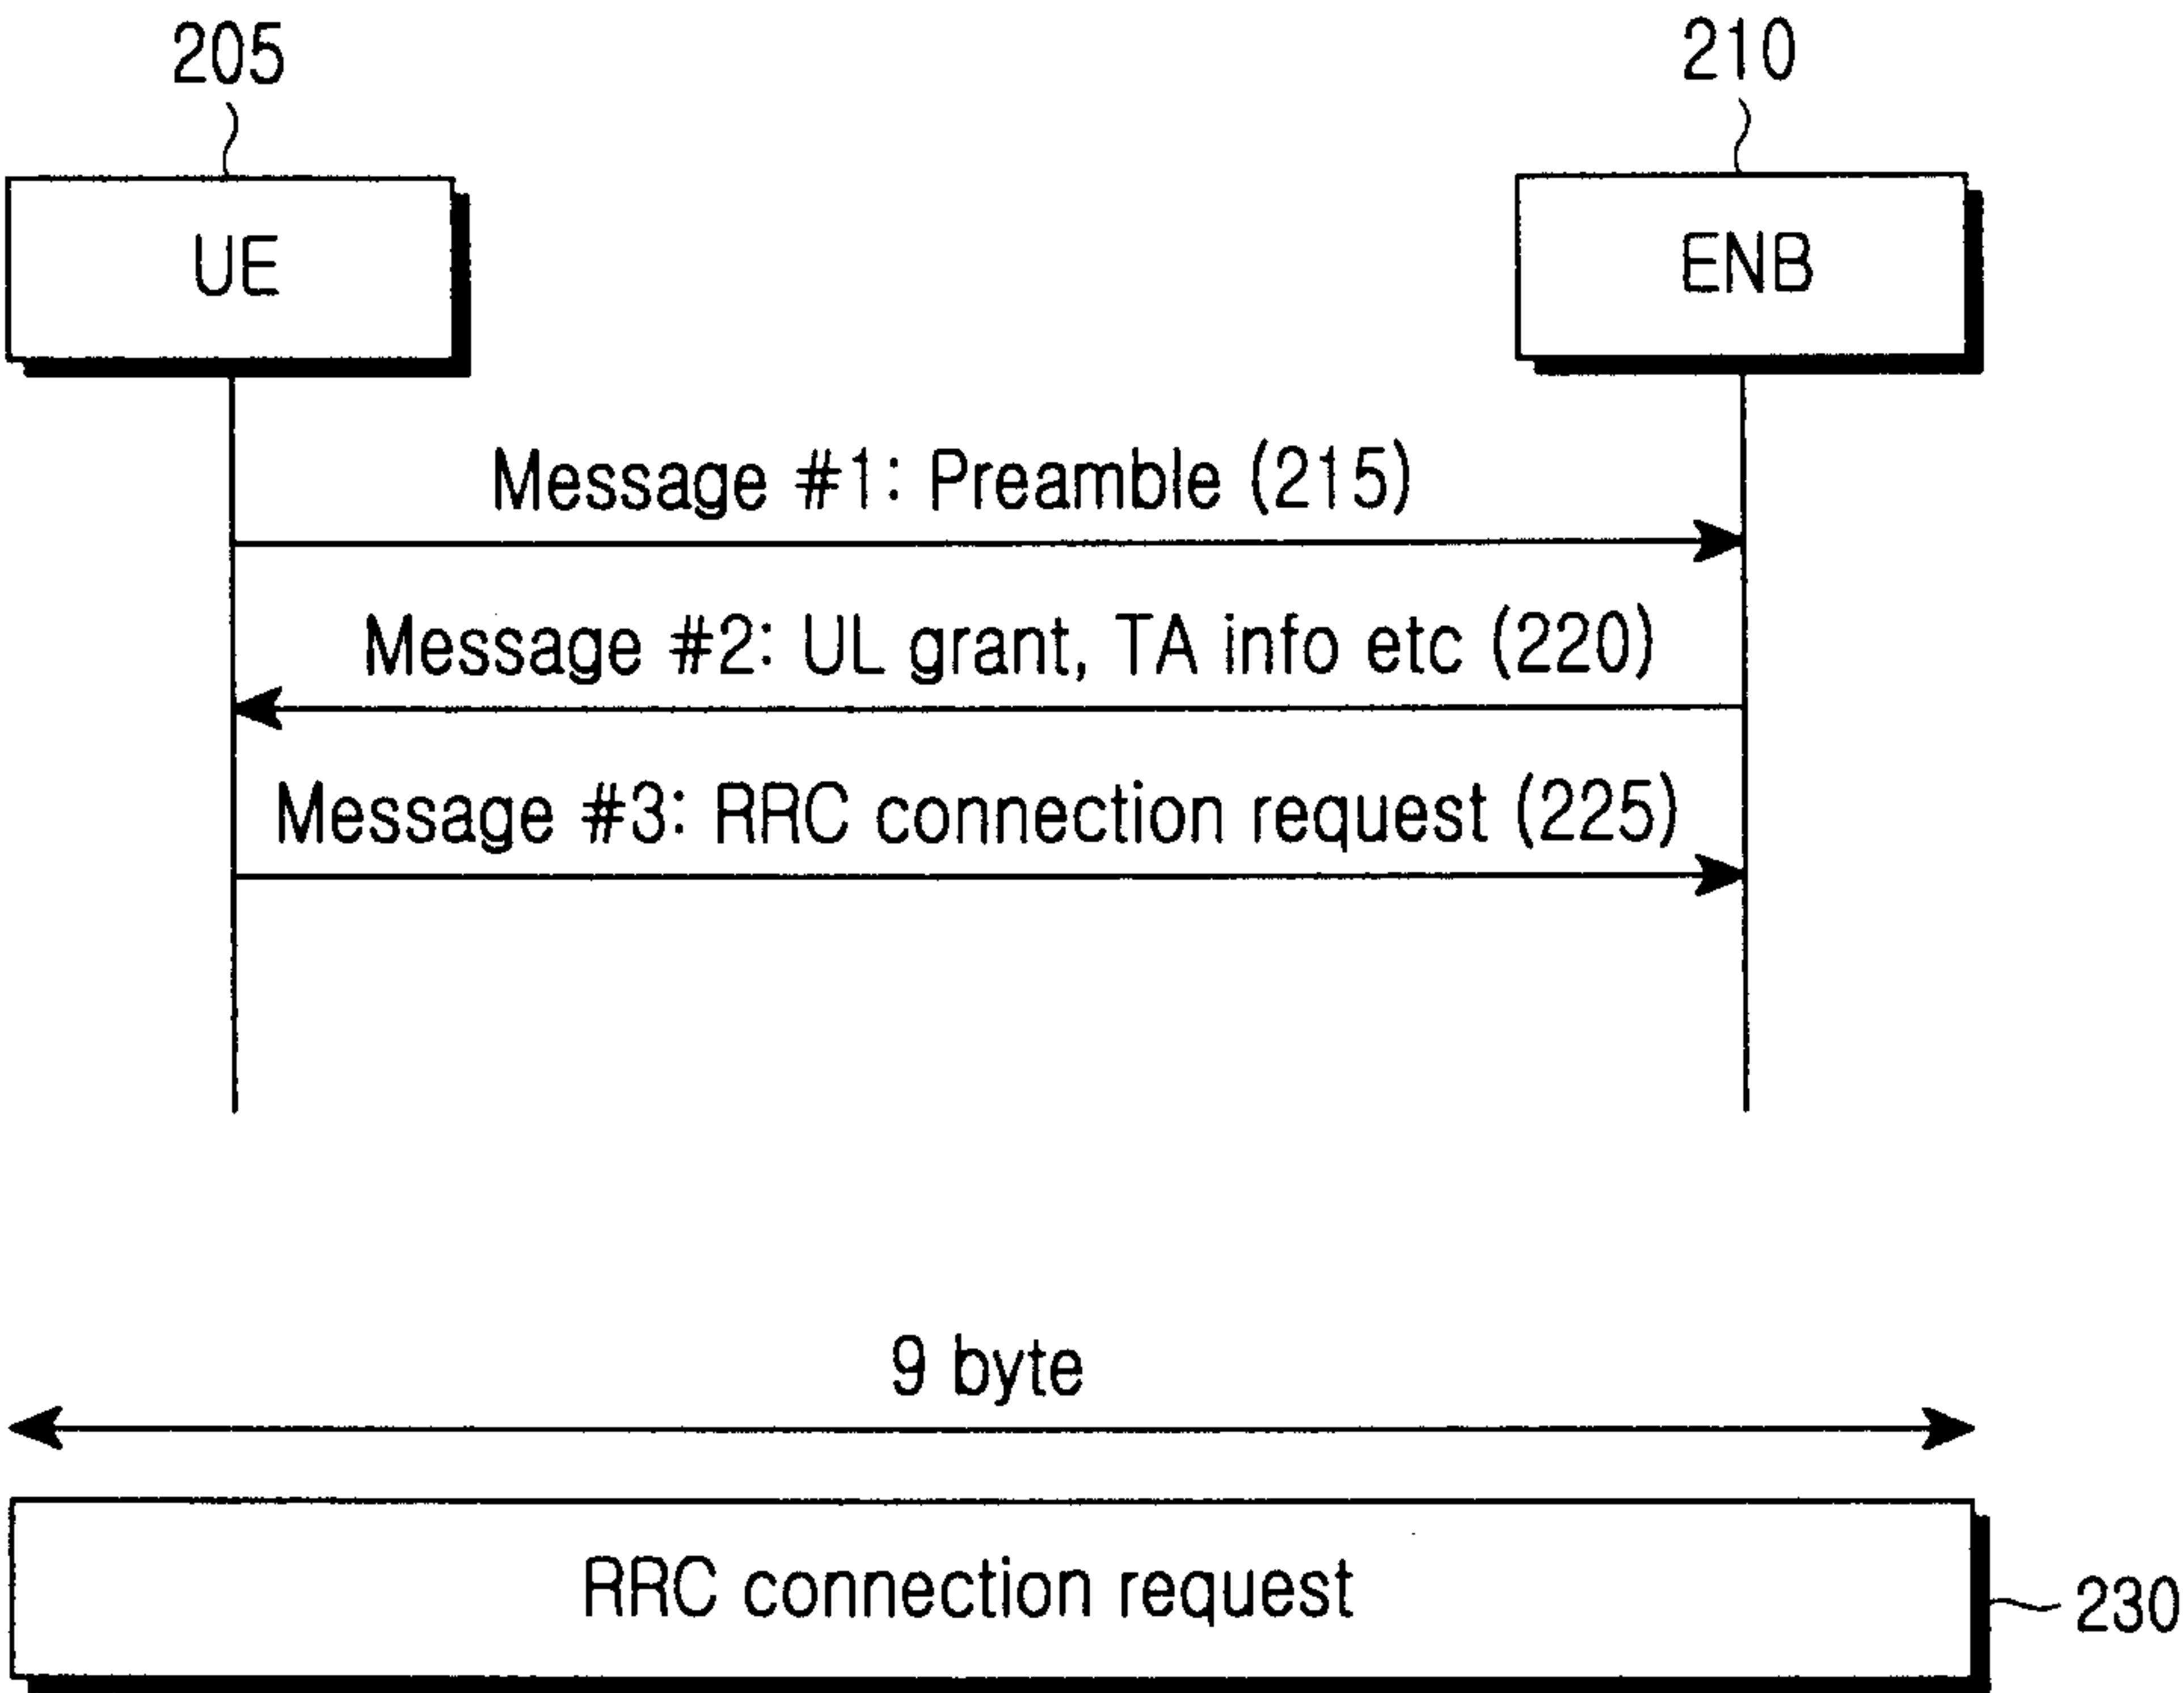 205
210
UE
ENB
Message #1: Preamble (215)
Message #2: UL grant, TA info etc (220)
Message #3: RRC connection request (225)
9 byte
RRC connection request
230